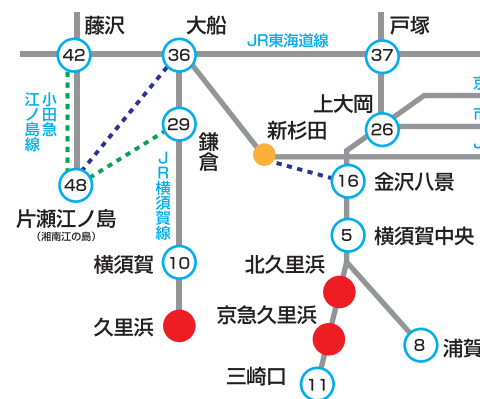 藤沢
大船
戸塚
JR東海道線
42
36
37
小田急
江ノ島線
上大岡
京
新杉田
市
29
26
鎌倉
J
48
16
金沢八景
JR横須賀線
片瀬江ノ島
(湘南江の島)
5
横須賀中央
横須賀
10
北久里浜
京急久里浜
久里浜
8
浦賀
三崎口
11